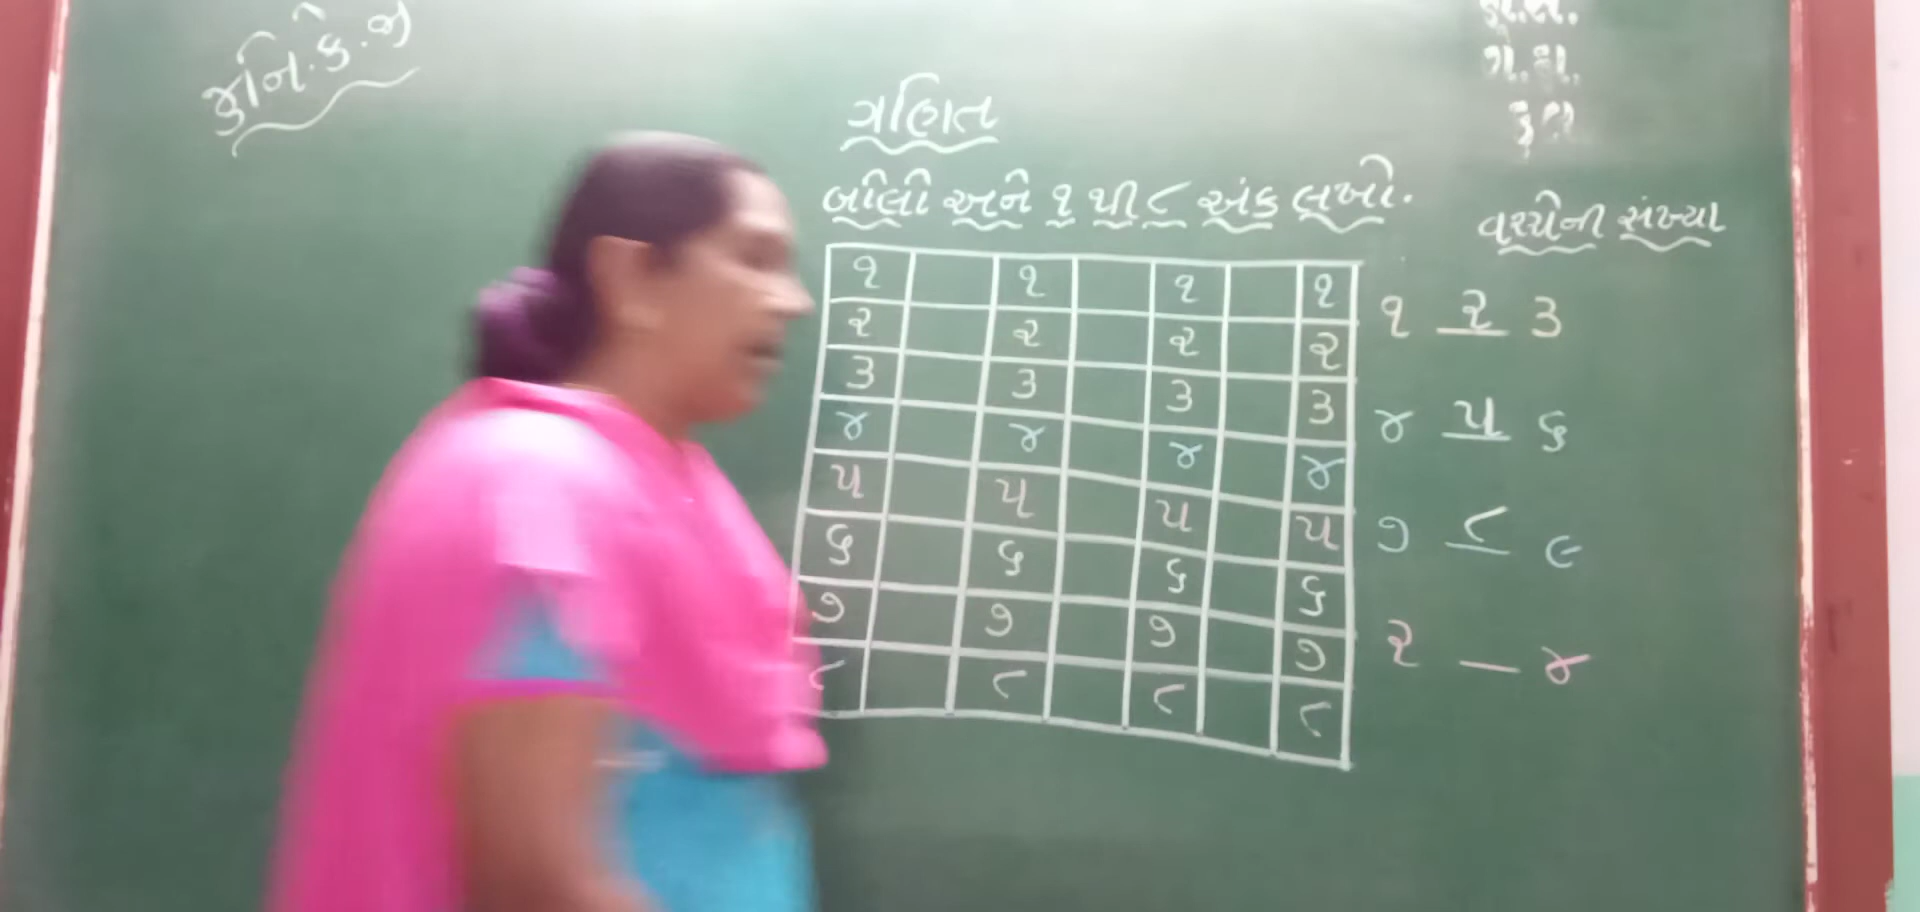 જુનિ.કે.જી
ગણિત
બોલો અને ૧ થી ૮ અંક લખો.
૧ ૧ ૧ ૧
૨ ૨ ૨ ૨
૩ ૩ ૩ ૩
૪ ૪ ૪ ૪
૫ ૫ ૫ ૫
૬ ૬ ૬ ૬
૭ ૭ ૭ ૭
૮ ૮ ૮ ૮
વચ્ચેની સંખ્યા
૧ ૨ ૩
૪ ૫ ૬
૭ ૮ ૯
૨ _ ૪